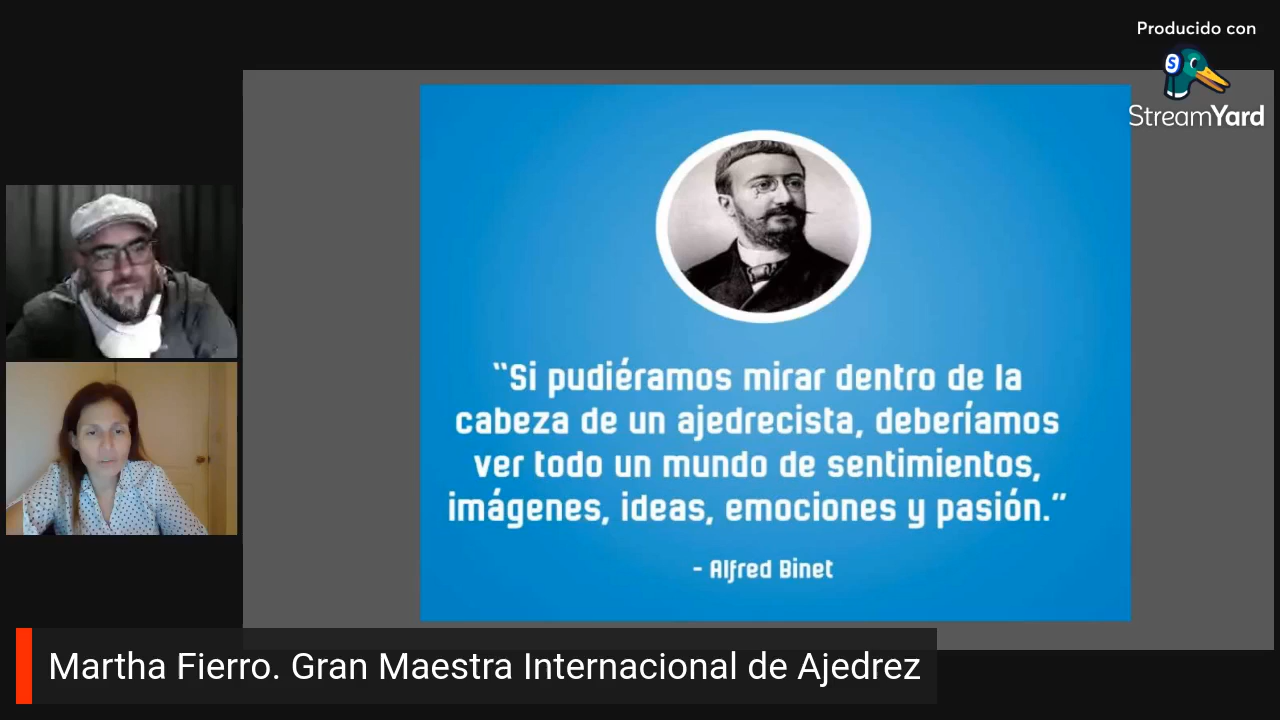 Producido con
S
StreamYard
“Si pudiéramos mirar dentro de la
cabeza de un ajedrecista, deberíamos
ver todo un mundo de sentimientos,
imágenes, ideas, emociones y pasión.”
- Alfred Binet
Martha Fierro. Gran Maestra Internacional de Ajedrez